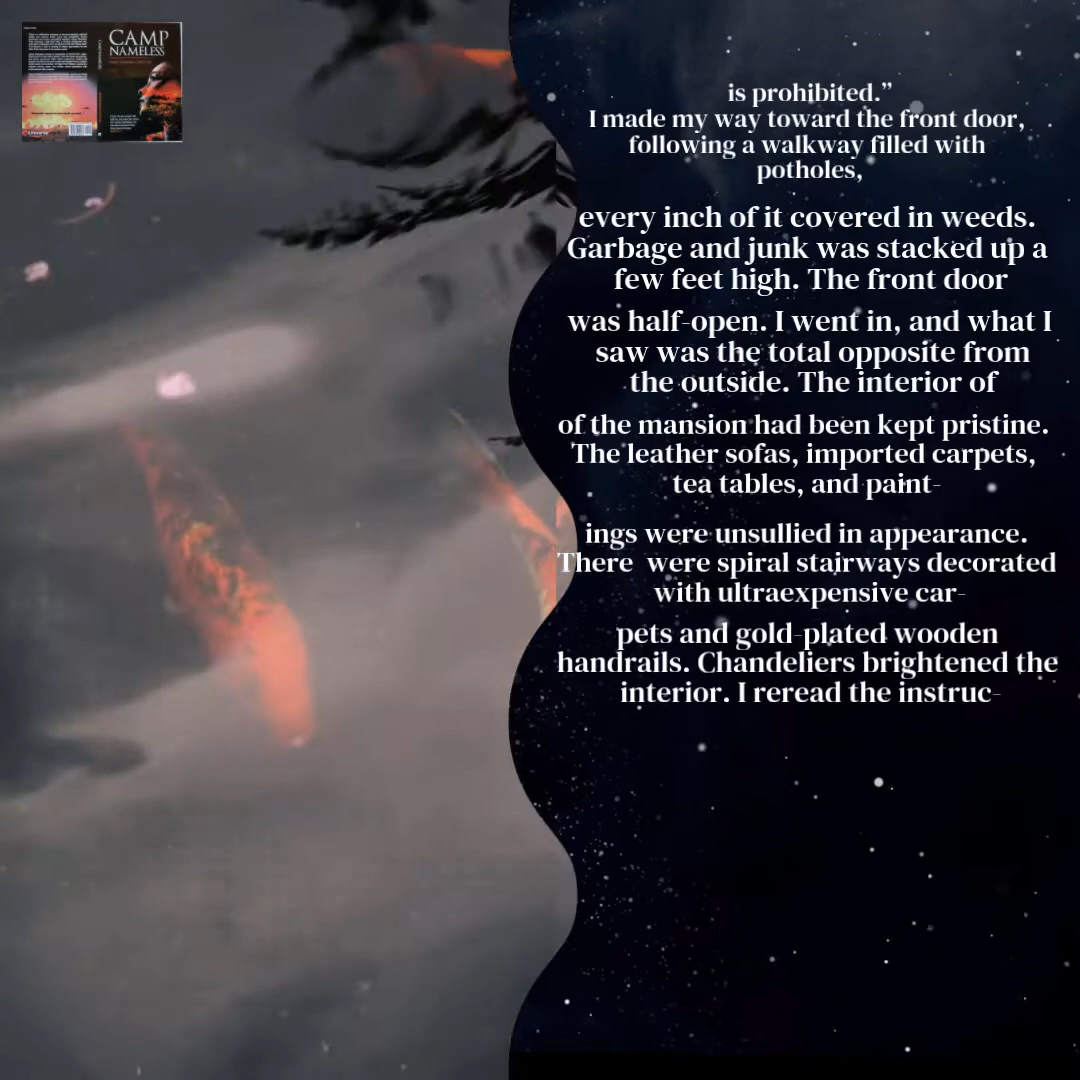 CAMP
NAMELESS
is prohibited.”
I made my way toward the front door,
following a walkway filled with
potholes,
every inch of it covered in weeds.
Garbage and junk was stacked up a
few feet high. The front door
was half-open. I went in, and what I
saw was the total opposite from
the outside. The interior of
of the mansion had been kept pristine.
The leather sofas, imported carpets,
tea tables, and paint-
ings were unsullied in appearance.
There were spiral stairways decorated
with ultraexpensive car-
pets and gold-plated wooden
handrails. Chandeliers brightened the
interior. I reread the instruc-